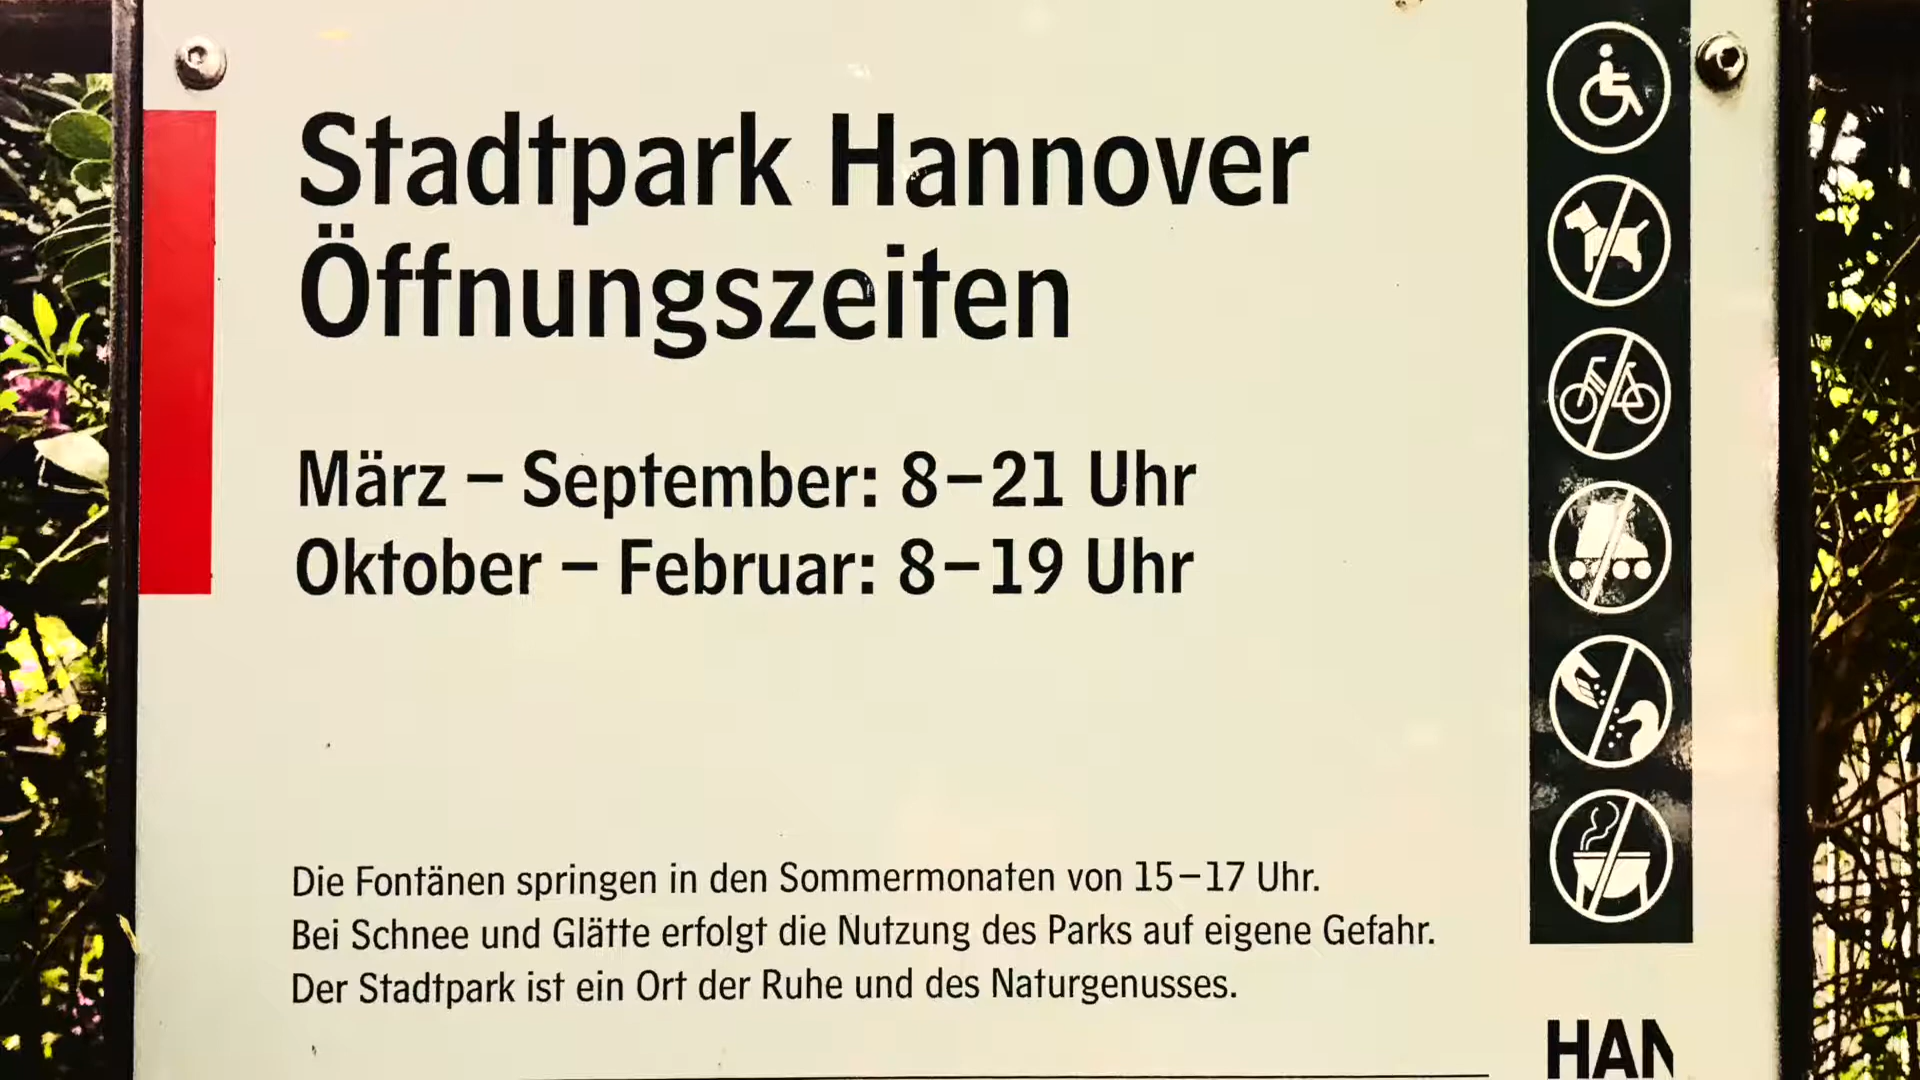 Stadtpark Hannover
Öffnungszeiten
März – September: 8–21 Uhr
Oktober – Februar: 8–19 Uhr
Die Fontänen springen in den Sommermonaten von 15–17 Uhr.
Bei Schnee und Glätte erfolgt die Nutzung des Parks auf eigene Gefahr.
Der Stadtpark ist ein Ort der Ruhe und des Naturgenusses.
HAN